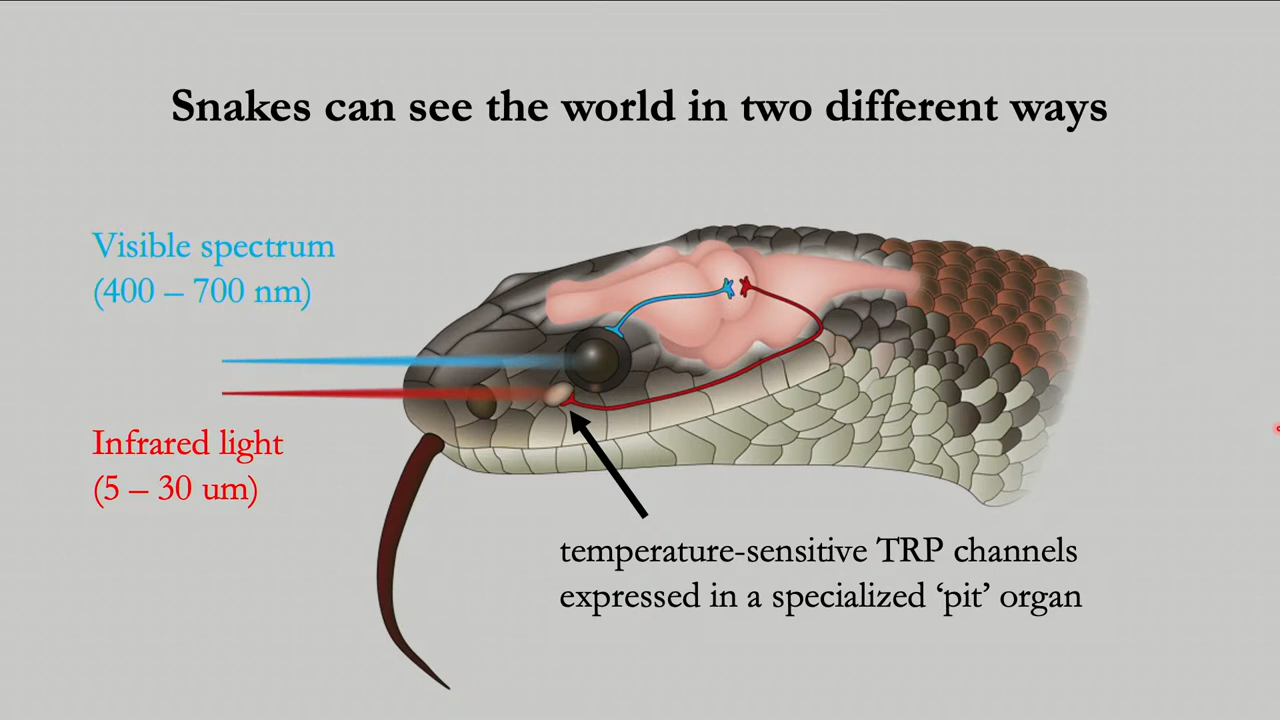 Snakes can see the world in two different ways
Visible spectrum
(400 – 700 nm)
Infrared light
(5 – 30 um)
temperature-sensitive TRP channels
expressed in a specialized ‘pit’ organ